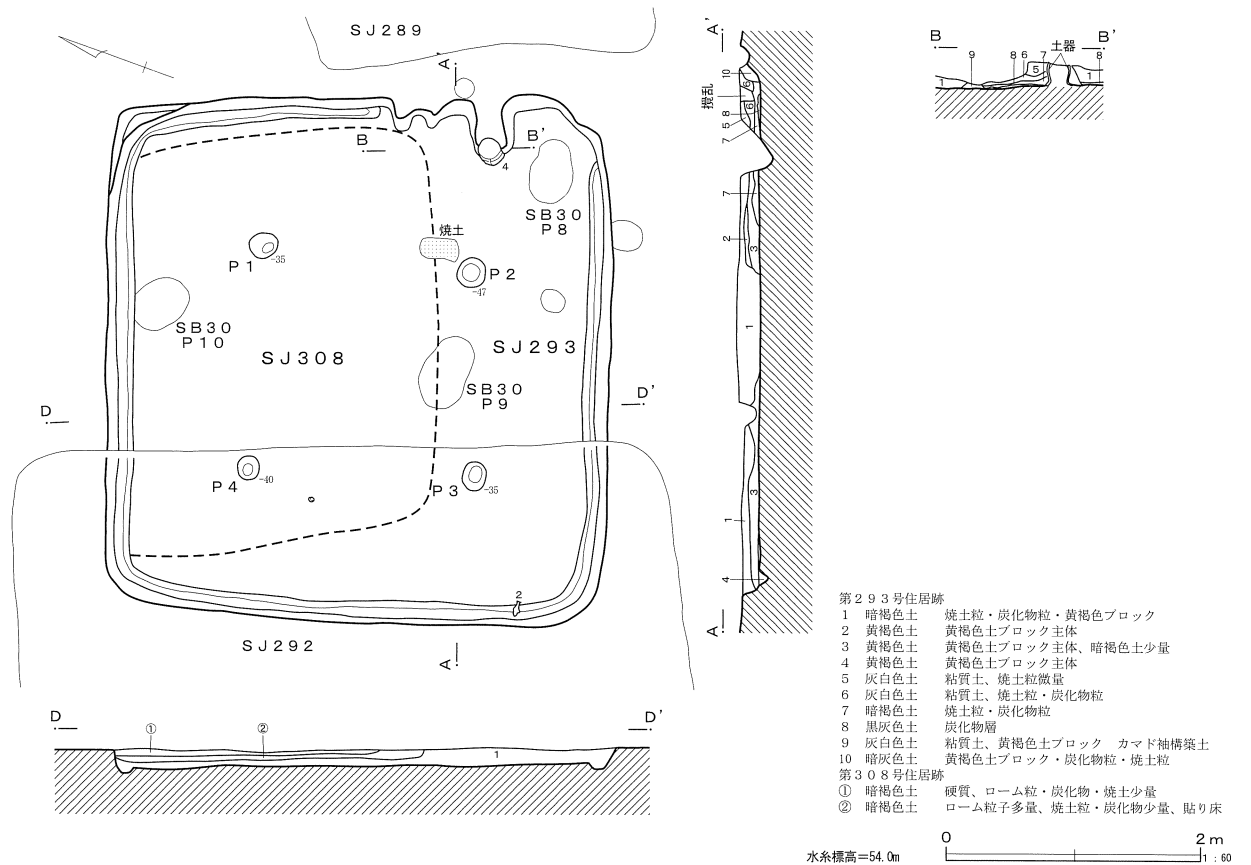 SJ289
A'
B
B'
4
SB30
P8
焼土
P1
-35
P2
-47
SB30
P10
SJ308
SJ293
SB30
P9
D
D'
P4
-40
P3
-35
2
SJ292
A
A'
10
6
攪乱
8
6
5
7
7
2
3
1
3
1
4
A
B
B'
土器
9
8
6
7
8
5
1
1
D
D'
①
②
1
第293号住居跡
1 暗褐色土 焼土粒・炭化物粒・黄褐色ブロック
2 黄褐色土 黄褐色土ブロック主体
3 黄褐色土 黄褐色土ブロック主体、暗褐色土少量
4 黄褐色土 黄褐色土ブロック主体
5 灰白色土 粘質土、焼土粒微量
6 灰白色土 粘質土、焼土粒・炭化物粒
7 暗褐色土 焼土粒・炭化物粒
8 黒灰色土 炭化物層
9 灰白色土 粘質土、黄褐色土ブロック カマド袖構築土
10 暗灰色土 黄褐色土ブロック・炭化物粒・焼土粒
第308号住居跡
① 暗褐色土 硬質、ローム粒・炭化物・焼土少量
② 暗褐色土 ローム粒子多量、焼土粒・炭化物少量、貼り床
水糸標高=54.0m
0 2m
1:60